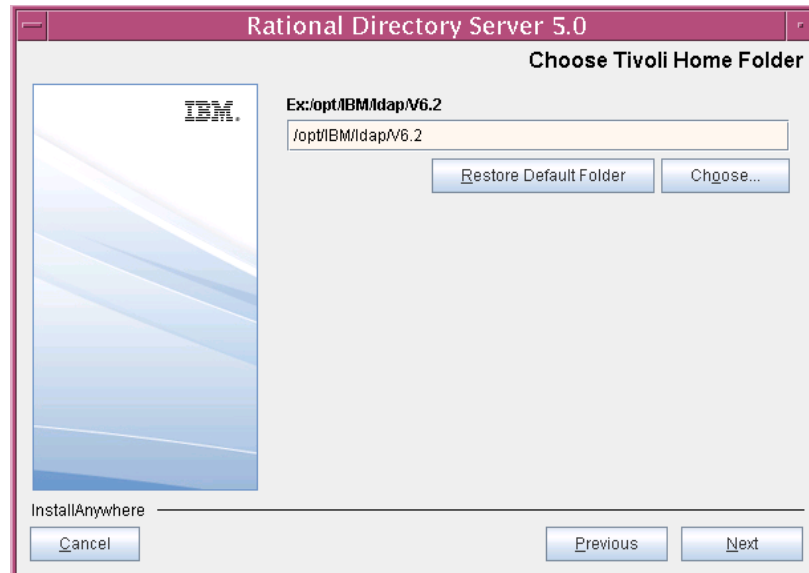 Rational Directory Server 5.0
Choose Tivoli Home Folder
IBM.
Ex:/opt/IBM/ldap/V6.2
/opt/IBM/ldap/V6.2
Restore Default Folder Choose...
InstallAnywhere
Cancel Previous Next